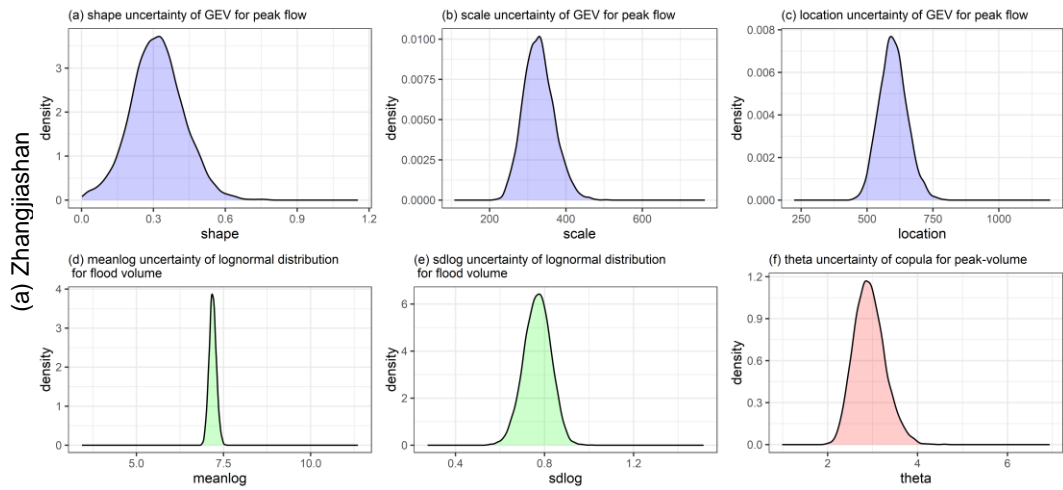 (a) Zhangjiashan
(a) shape uncertainty of GEV for peak flow
density
3
2
1
0
0.0 0.3 0.6 0.9 1.2
shape
(b) scale uncertainty of GEV for peak flow
density
0.0100
0.0075
0.0050
0.0025
0.0000
200 400 600
scale
(c) location uncertainty of GEV for peak flow
density
0.008
0.006
0.004
0.002
0.000
250 500 750 1000
location
(d) meanlog uncertainty of lognormal distribution
for flood volume
density
4
3
2
1
0
5.0 7.5 10.0
meanlog
(e) sdlog uncertainty of lognormal distribution
for flood volume
density
6
4
2
0
0.4 0.8 1.2
sdlog
(f) theta uncertainty of copula for peak-volume
density
1.2
0.9
0.6
0.3
0.0
2 4 6
theta